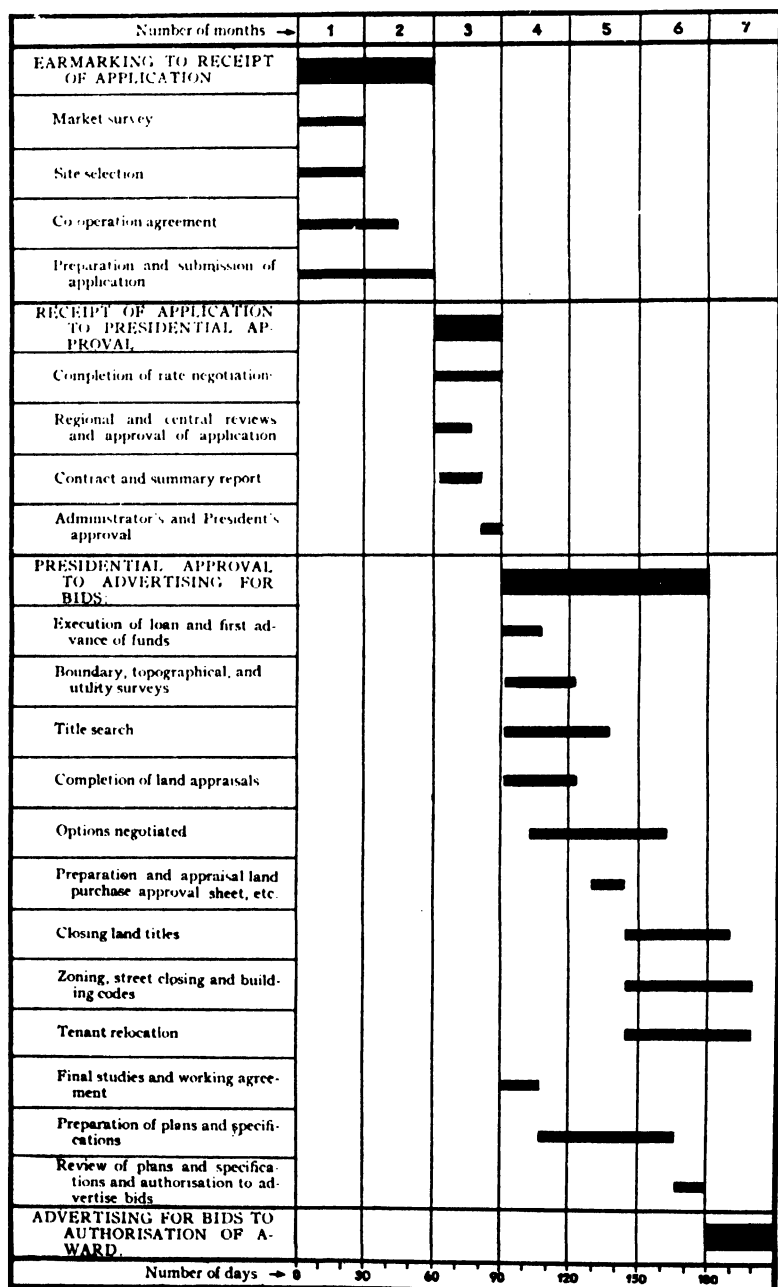 Number of months → 1 2 3 4 5 6 7
EARMARKING TO RECEIPT
OF APPLICATION
Market survey
Site selection
Co-operation agreement
Preparation and submission of
application
RECEIPT OF APPLICATION
TO PRESIDENTIAL AP-
PROVAL
Completion of rate negotiation
Regional and central reviews
and approval of application
Contract and summary report
Administrator's and President's
approval
PRESIDENTIAL APPROVAL
TO ADVERTISING FOR
BIDS:
Execution of loan and first ad-
vance of funds
Boundary, topographical, and
utility surveys
Title search
Completion of land appraisals
Options negotiated
Preparation and appraisal land
purchase approval sheet, etc.
Closing land titles
Zoning, street closing and build-
ing codes
Tenant relocation
Final studies and working agree-
ment
Preparation of plans and specifi-
cations
Review of plans and specifica-
tions and authorisation to ad-
vertise bids
ADVERTISING FOR BIDS TO
AUTHORISATION OF A-
WARD.
Number of days → 0 30 60 90 120 150 180